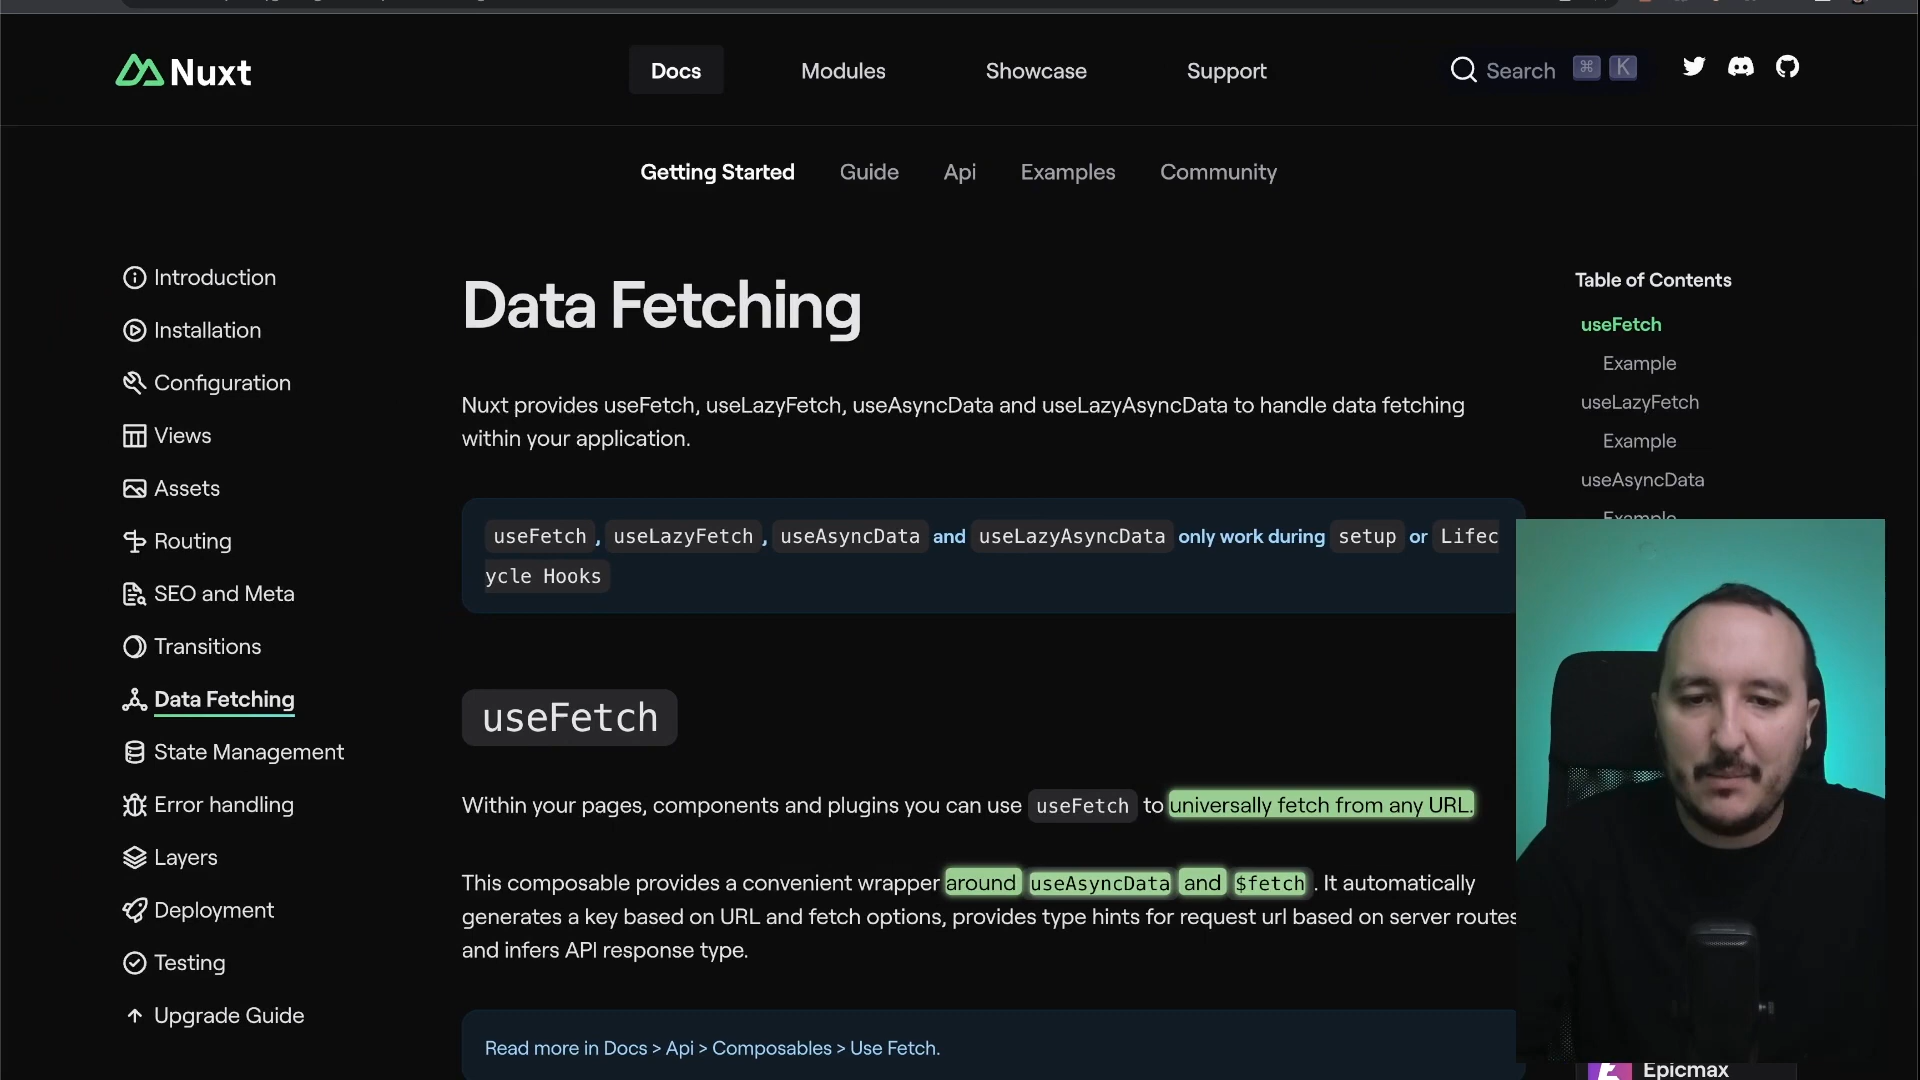 Nuxt
Docs
Modules
Showcase
Support
Search ⌘ K
Getting Started
Guide
Api
Examples
Community
Introduction
Installation
Configuration
Views
Assets
Routing
SEO and Meta
Transitions
Data Fetching
State Management
Error handling
Layers
Deployment
Testing
Upgrade Guide
Data Fetching
Nuxt provides useFetch, useLazyFetch, useAsyncData and useLazyAsyncData to handle data fetching
within your application.
useFetch, useLazyFetch, useAsyncData and useLazyAsyncData only work during setup or Lifec
ycle Hooks
useFetch
Within your pages, components and plugins you can use useFetch to universally fetch from any URL.
This composable provides a convenient wrapper around useAsyncData and $fetch. It automatically
generates a key based on URL and fetch options, provides type hints for request url based on server routes
and infers API response type.
Read more in Docs > Api > Composables > Use Fetch.
Table of Contents
useFetch
Example
useLazyFetch
Example
useAsyncData
Example
Epicmax